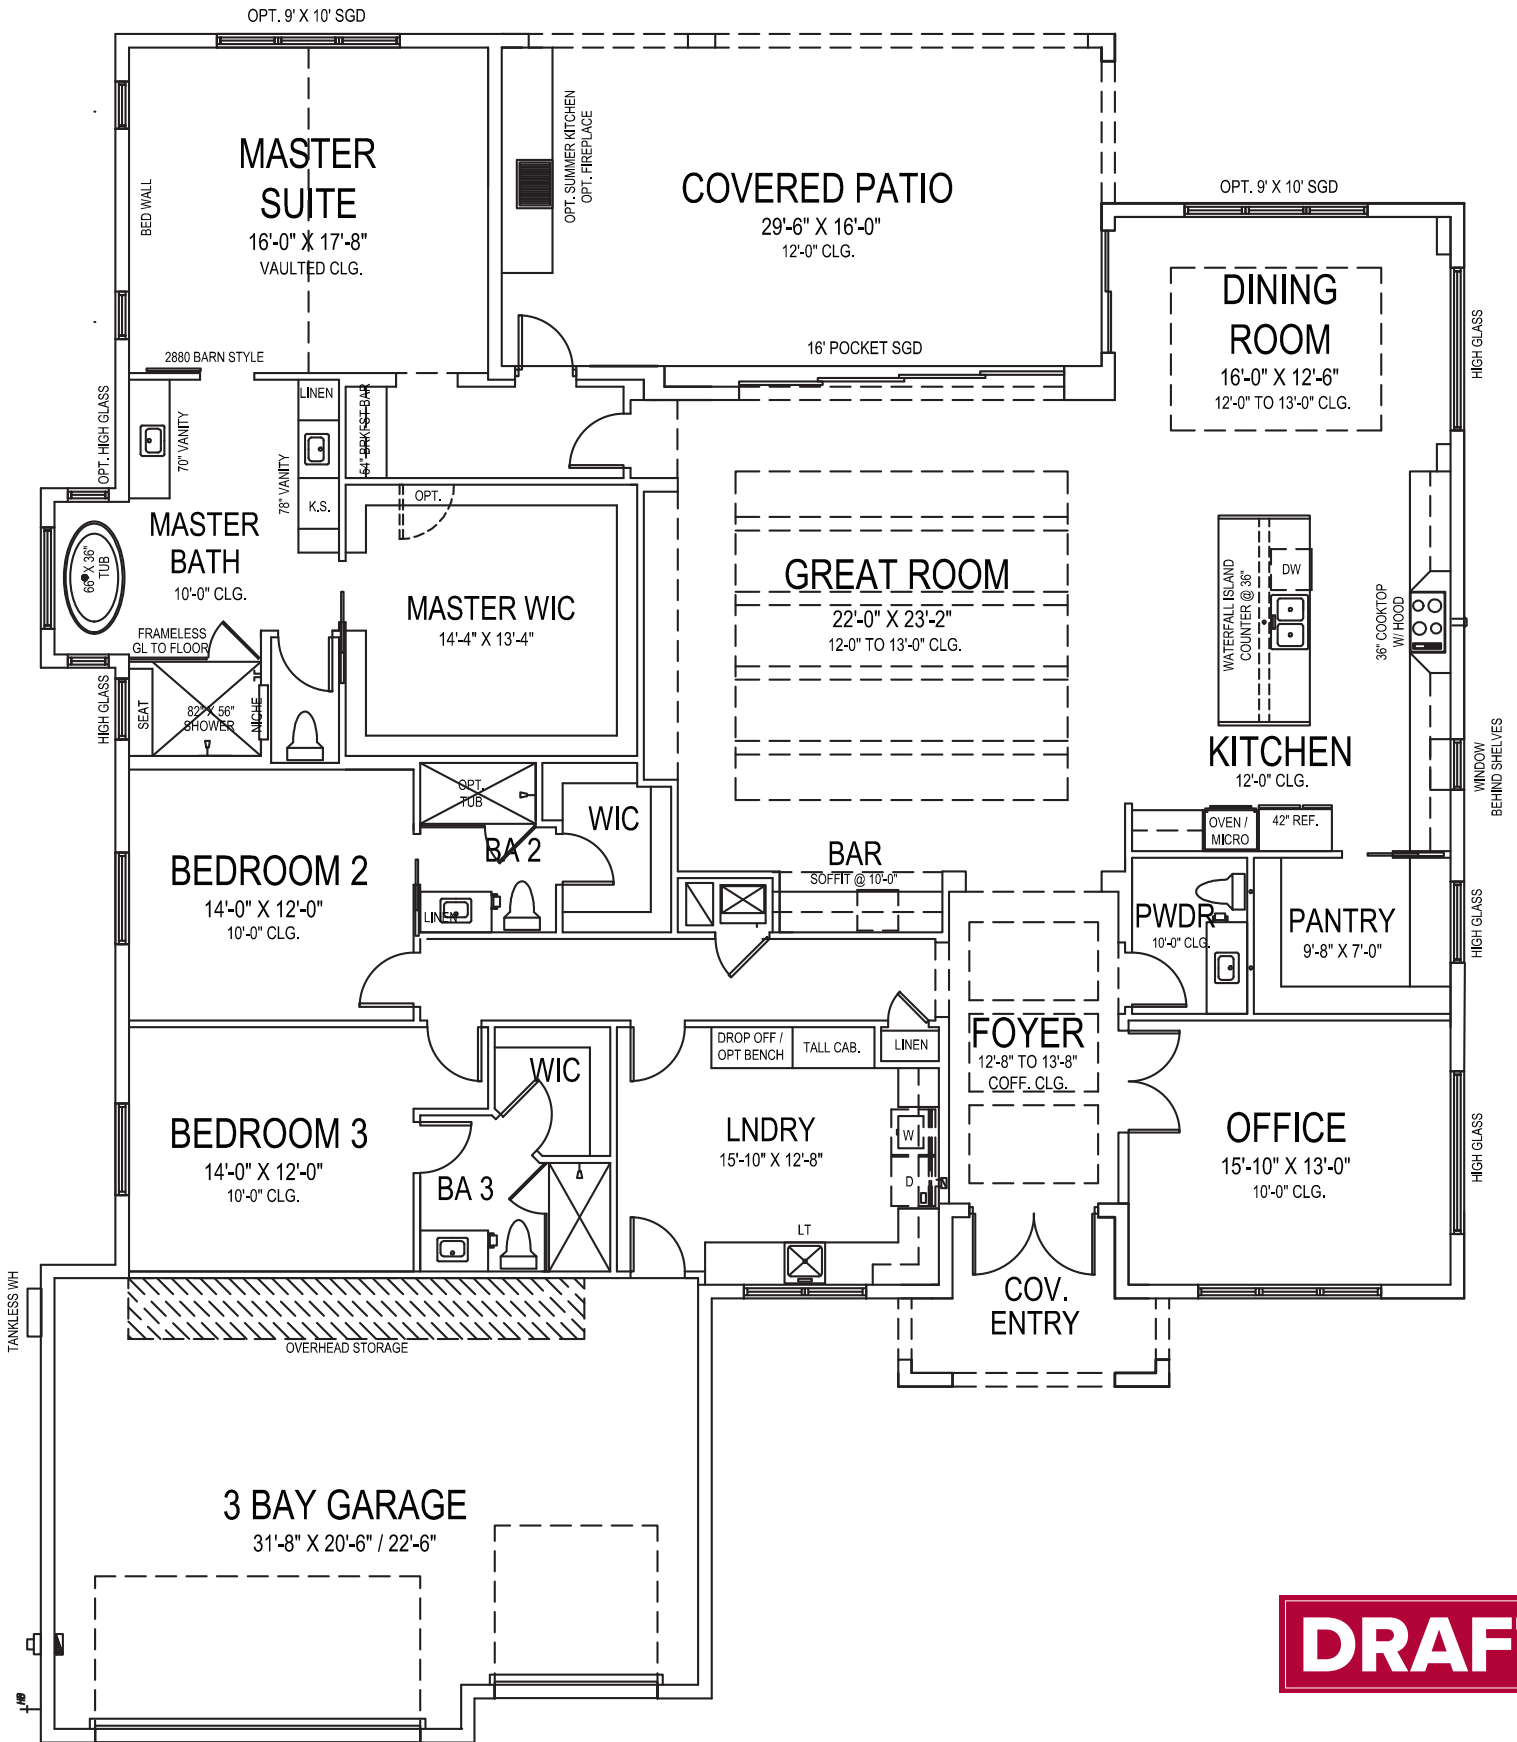 OPT. 9' X 10' SGD
MASTER
SUITE
16'-0" X 17'-8"
VAULTED CLG.
BED WALL
2880 BARN STYLE
OPT. SUMMER KITCHEN
OPT. FIREPLACE
COVERED PATIO
29'-6" X 16'-0"
12'-0" CLG.
16' POCKET SGD
OPT. 9' X 10' SGD
DINING
ROOM
16'-0" X 12'-6"
12'-0" TO 13'-0" CLG.
HIGH GLASS
OPT. HIGH GLASS
70" VANITY
LINEN
78" VANITY
K.S.
54" BRKFST BAR
OPT.
MASTER
BATH
10'-0" CLG.
66" X 36"
TUB
FRAMELESS
GL TO FLOOR
HIGH GLASS
SEAT
82" X 56"
SHOWER
NICHE
MASTER WIC
14'-4" X 13'-4"
GREAT ROOM
22'-0" X 23'-2"
12-0" TO 13'-0" CLG.
WATERFALL ISLAND
COUNTER @ 36"
DW
36" COOKTOP
W/ HOOD
KITCHEN
12'-0" CLG.
WINDOW
BEHIND SHELVES
OVEN /
MICRO
42" REF.
BEDROOM 2
14'-0" X 12'-0"
10'-0" CLG.
OPT.
TUB
BA 2
LINEN
WIC
BAR
SOFFIT @ 10'-0"
PWDR
10'-0" CLG.
PANTRY
9'-8" X 7'-0"
HIGH GLASS
FOYER
12'-8" TO 13'-8"
COFF. CLG.
DROP OFF /
OPT BENCH
TALL CAB.
LINEN
WIC
BEDROOM 3
14'-0" X 12'-0"
10'-0" CLG.
BA 3
LNDRY
15'-10" X 12'-8"
W
D
LT
OFFICE
15'-10" X 13'-0"
10'-0" CLG.
HIGH GLASS
COV.
ENTRY
TANKLESS WH
OVERHEAD STORAGE
3 BAY GARAGE
31'-8" X 20'-6" / 22'-6"
HB
DRAF